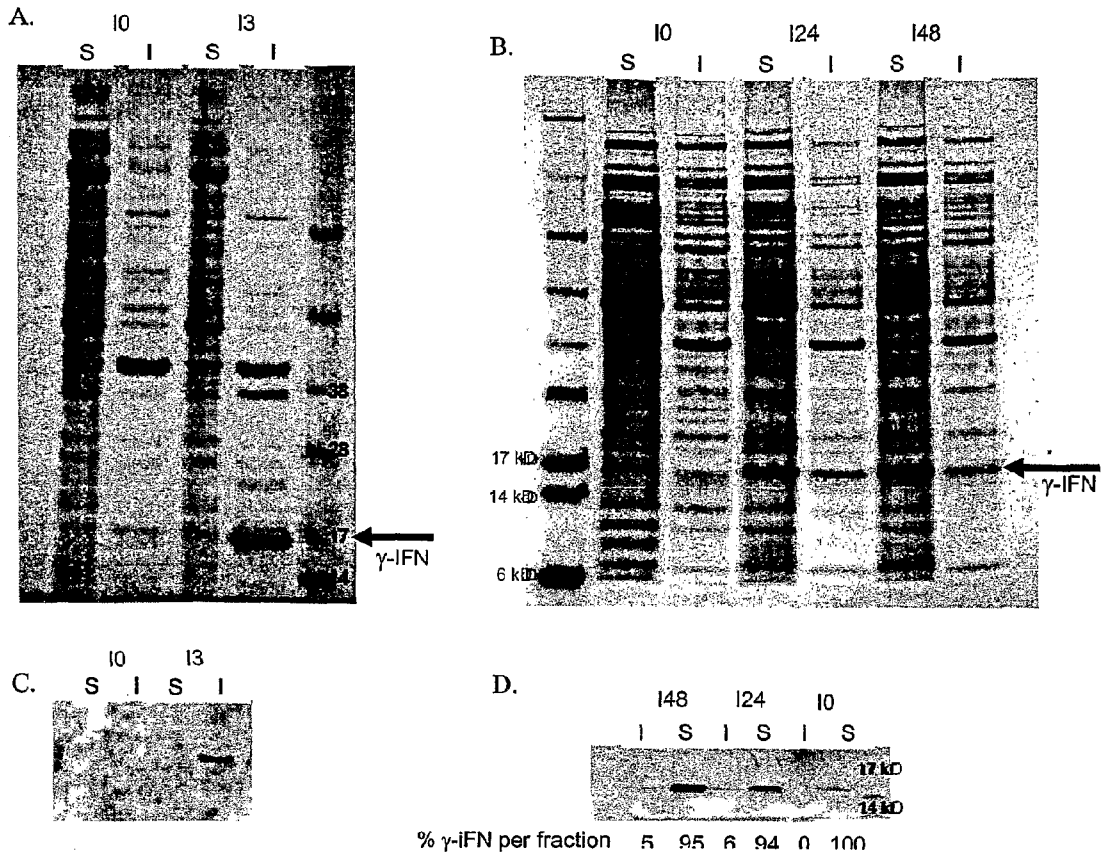 A.
I0 I3
S I S I
38
28
17
14
γ-IFN
B.
I0 I24 I48
S I S I S I
17 kD
14 kD
6 kD
γ-IFN
C.
I0 I3
S I S I
D.
I48 I24 I0
I S I S I S
17 kD
14 kD
% γ-iFN per fraction 5 95 6 94 0 100